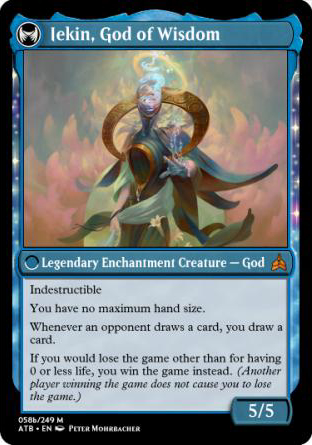 Iekin, God of Wisdom
Legendary Enchantment Creature — God
Indestructible
You have no maximum hand size.
Whenever an opponent draws a card, you draw a
card.
If you would lose the game other than for having
0 or less life, you win the game instead. (Another
player winning the game does not cause you to lose
the game.)
5/5
058b/249 M
ATB • EN Peter Mohrbacher